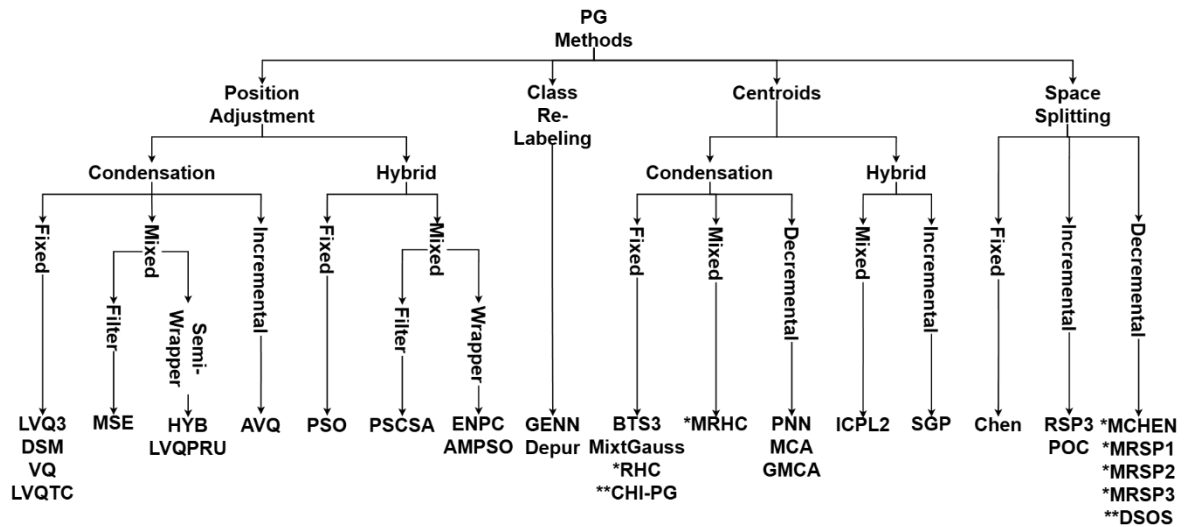 PG
Methods
Position
Adjustment
Class
Re-
Labeling
Centroids
Space
Splitting
Condensation
Hybrid
Condensation
Hybrid
Fixed
Mixed
Incremental
Fixed
Mixed
Fixed
Mixed
Decremental
Mixed
Incremental
Fixed
Incremental
Decremental
Filter
Semi-
Wrapper
Filter
Wrapper
LVQ3
DSM
VQ
LVQTC
MSE
HYB
LVQPRU
AVQ
PSO
PSCSA
ENPC
AMPSO
GENN
Depur
BTS3
MixtGauss
*RHC
**CHI-PG
*MRHC
PNN
MCA
GMCA
ICPL2
SGP
Chen
RSP3
POC
*MCHEN
*MRSP1
*MRSP2
*MRSP3
**DSOS